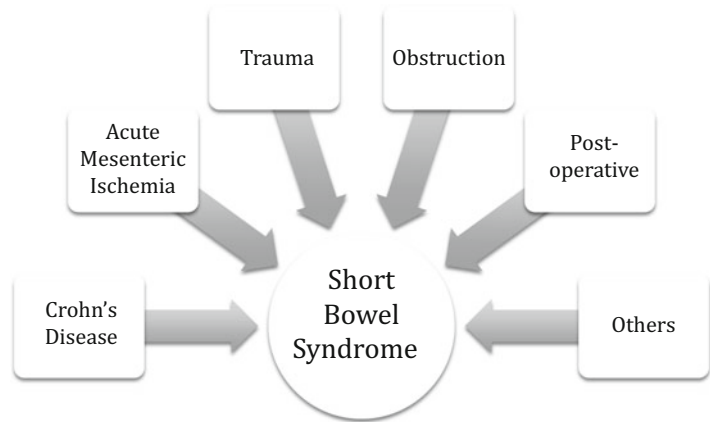 Trauma
Obstruction
Acute
Mesenteric
Ischemia
Post-
operative
Crohn’s
Disease
Short
Bowel
Syndrome
Others